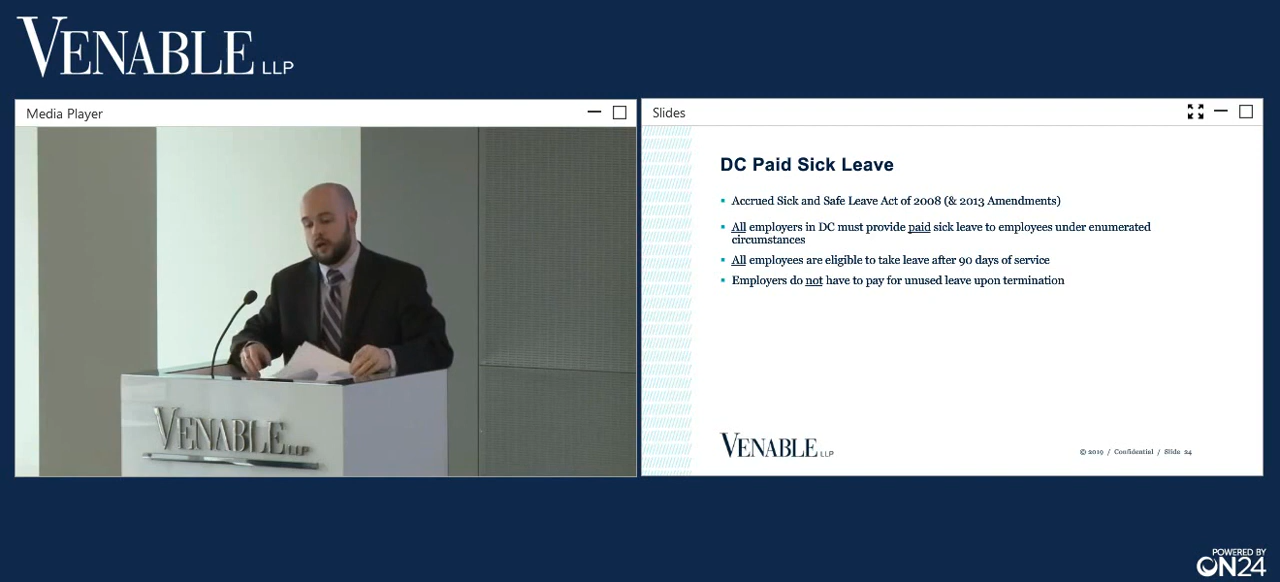 VENABLE LLP
Media Player
Slides
DC Paid Sick Leave
▪ Accrued Sick and Safe Leave Act of 2008 (& 2013 Amendments)
▪ All employers in DC must provide paid sick leave to employees under enumerated
circumstances
▪ All employees are eligible to take leave after 90 days of service
▪ Employers do not have to pay for unused leave upon termination
VENABLE LLP
VENABLE LLP
© 2019 / Confidential / Slide 24
POWERED BY
ON24